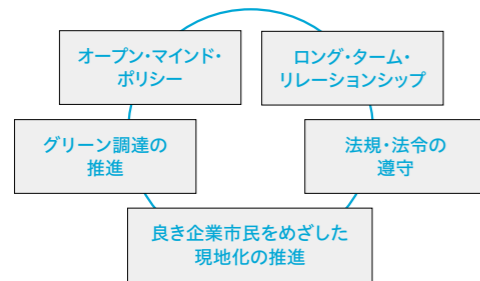 オープン・マインド・
ポリシー
ロング・ターム・
リレーションシップ
グリーン調達の
推進
法規・法令の
遵守
良き企業市民をめざした
現地化の推進